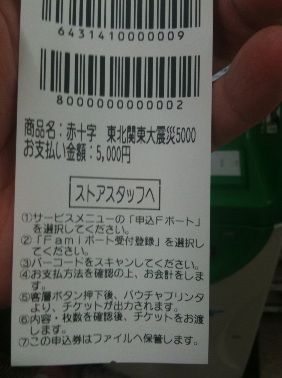 6431410000009
8000000000002
商品名：赤十字　東北関東大震災5000
お支払い金額：5,000円
ストアスタッフへ
①サービスメニューの「申込Fポート」
を選択してください。
②「Famiポート受付登録」を選択し
てください。
③バーコードをスキャンしてください。
④お支払方法を確認の上、お会計をしま
す。
⑤客層ボタン押下後、バウチャプリンタ
より、チケットが出力されます。
⑥内容・枚数を確認後、チケットをお渡
しします。
⑦この申込券はファイルへ保管します。